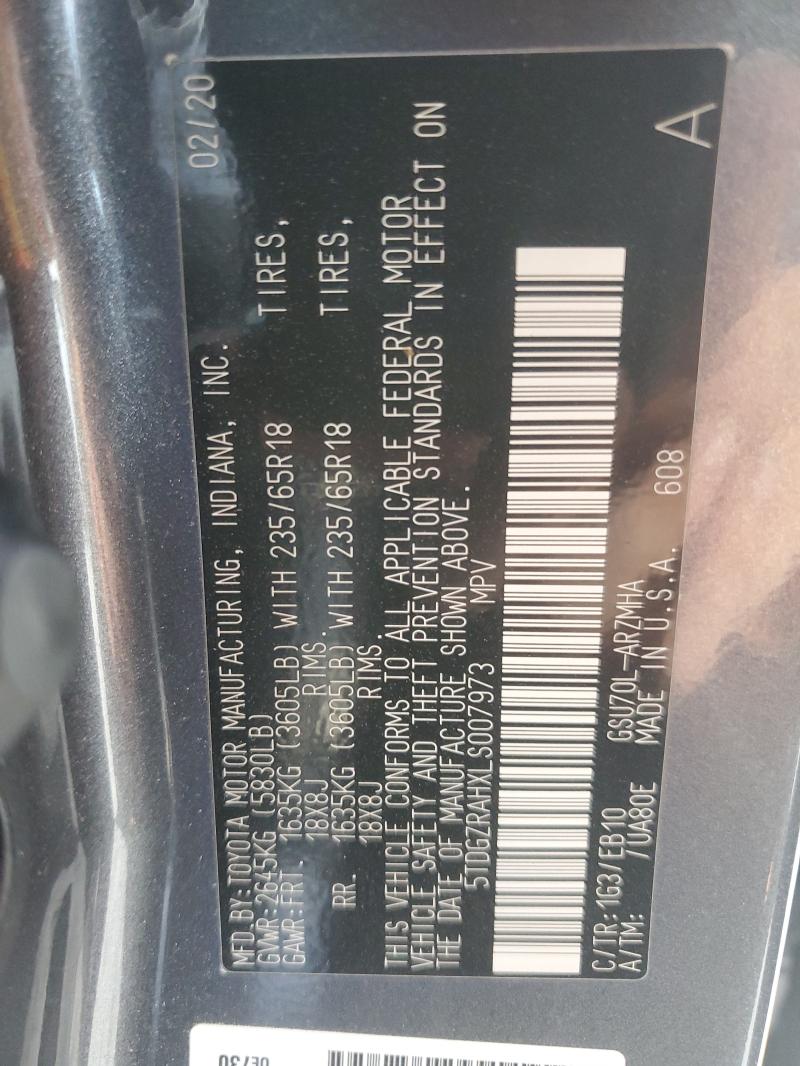 02/20
MFD.BY:TOYOTA MOTOR MANUFACTURING, INDIANA, INC.
GVWR:2645KG (5830LB)
GAWR:FRT. 1635KG (3605LB) WITH 235/65R18 TIRES,
18X8J RIMS.
RR. 1635KG (3605LB) WITH 235/65R18 TIRES,
18X8J RIMS.
THIS VEHICLE CONFORMS TO ALL APPLICABLE FEDERAL MOTOR
VEHICLE SAFETY AND THEFT PREVENTION STANDARDS IN EFFECT ON
THE DATE OF MANUFACTURE SHOWN ABOVE.
5TDGZRAHXLS007973 MPV
C/TR:1G3/EB10 GSU70L-ARZMHA 608 A
A/TM: /UA80E MADE IN U.S.A.